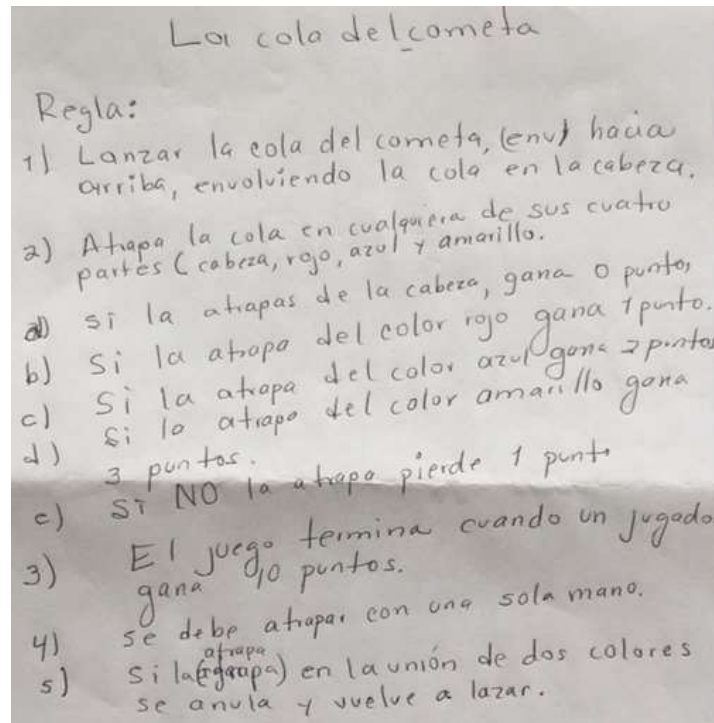 La cola del cometa
Regla:
1) Lanzar la cola del cometa, (env) hacia
arriba, envolviendo la cola en la cabeza.
2) Atrapa la cola en cualquiera de sus cuatro
partes (cabeza, rojo, azul y amarillo.
a) si la atrapas de la cabeza, gana 0 punto,
b) Si la atrapa del color rojo gana 1 punto.
c) Si la atrapa del color azul gana 2 puntos
d) Si la atrapa del color amarillo gana
3 puntos.
e) Si NO la atrapa pierde 1 punto
3) El juego termina cuando un jugado
gana 10 puntos.
4) se debe atrapar con una sola mano.
atrapa
5) Si la () en la unión de dos colores
se anula y vuelve a lazar.